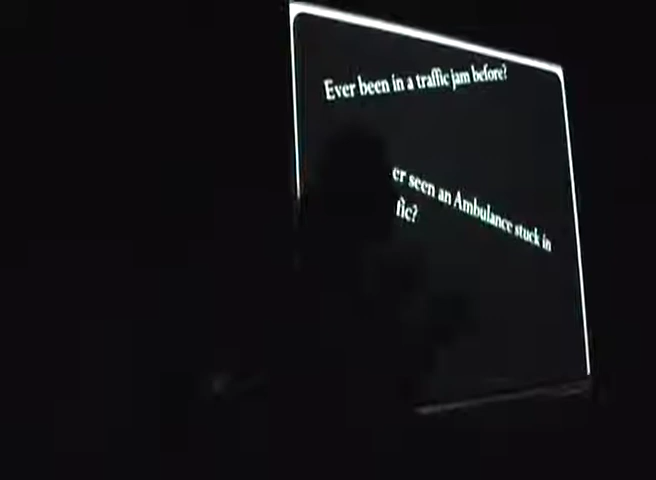 Ever been in a traffic jam before?
er seen an Ambulance stuck in
fic?